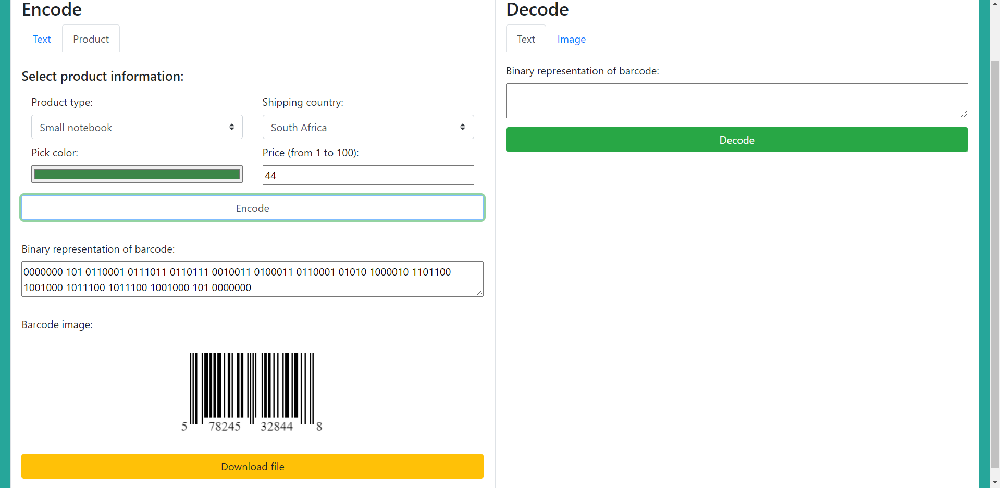 Encode
Text Product
Select product information:
Product type:
Small notebook
Shipping country:
South Africa
Pick color:
Price (from 1 to 100):
44
Encode
Binary representation of barcode:
0000000 101 0110001 0111011 0110111 0010011 0100011 0110001 01010 1000010 1101100
1001000 1011100 1011100 1001000 101 0000000
Barcode image:
5 78245 32844 8
Download file
Decode
Text Image
Binary representation of barcode:
Decode